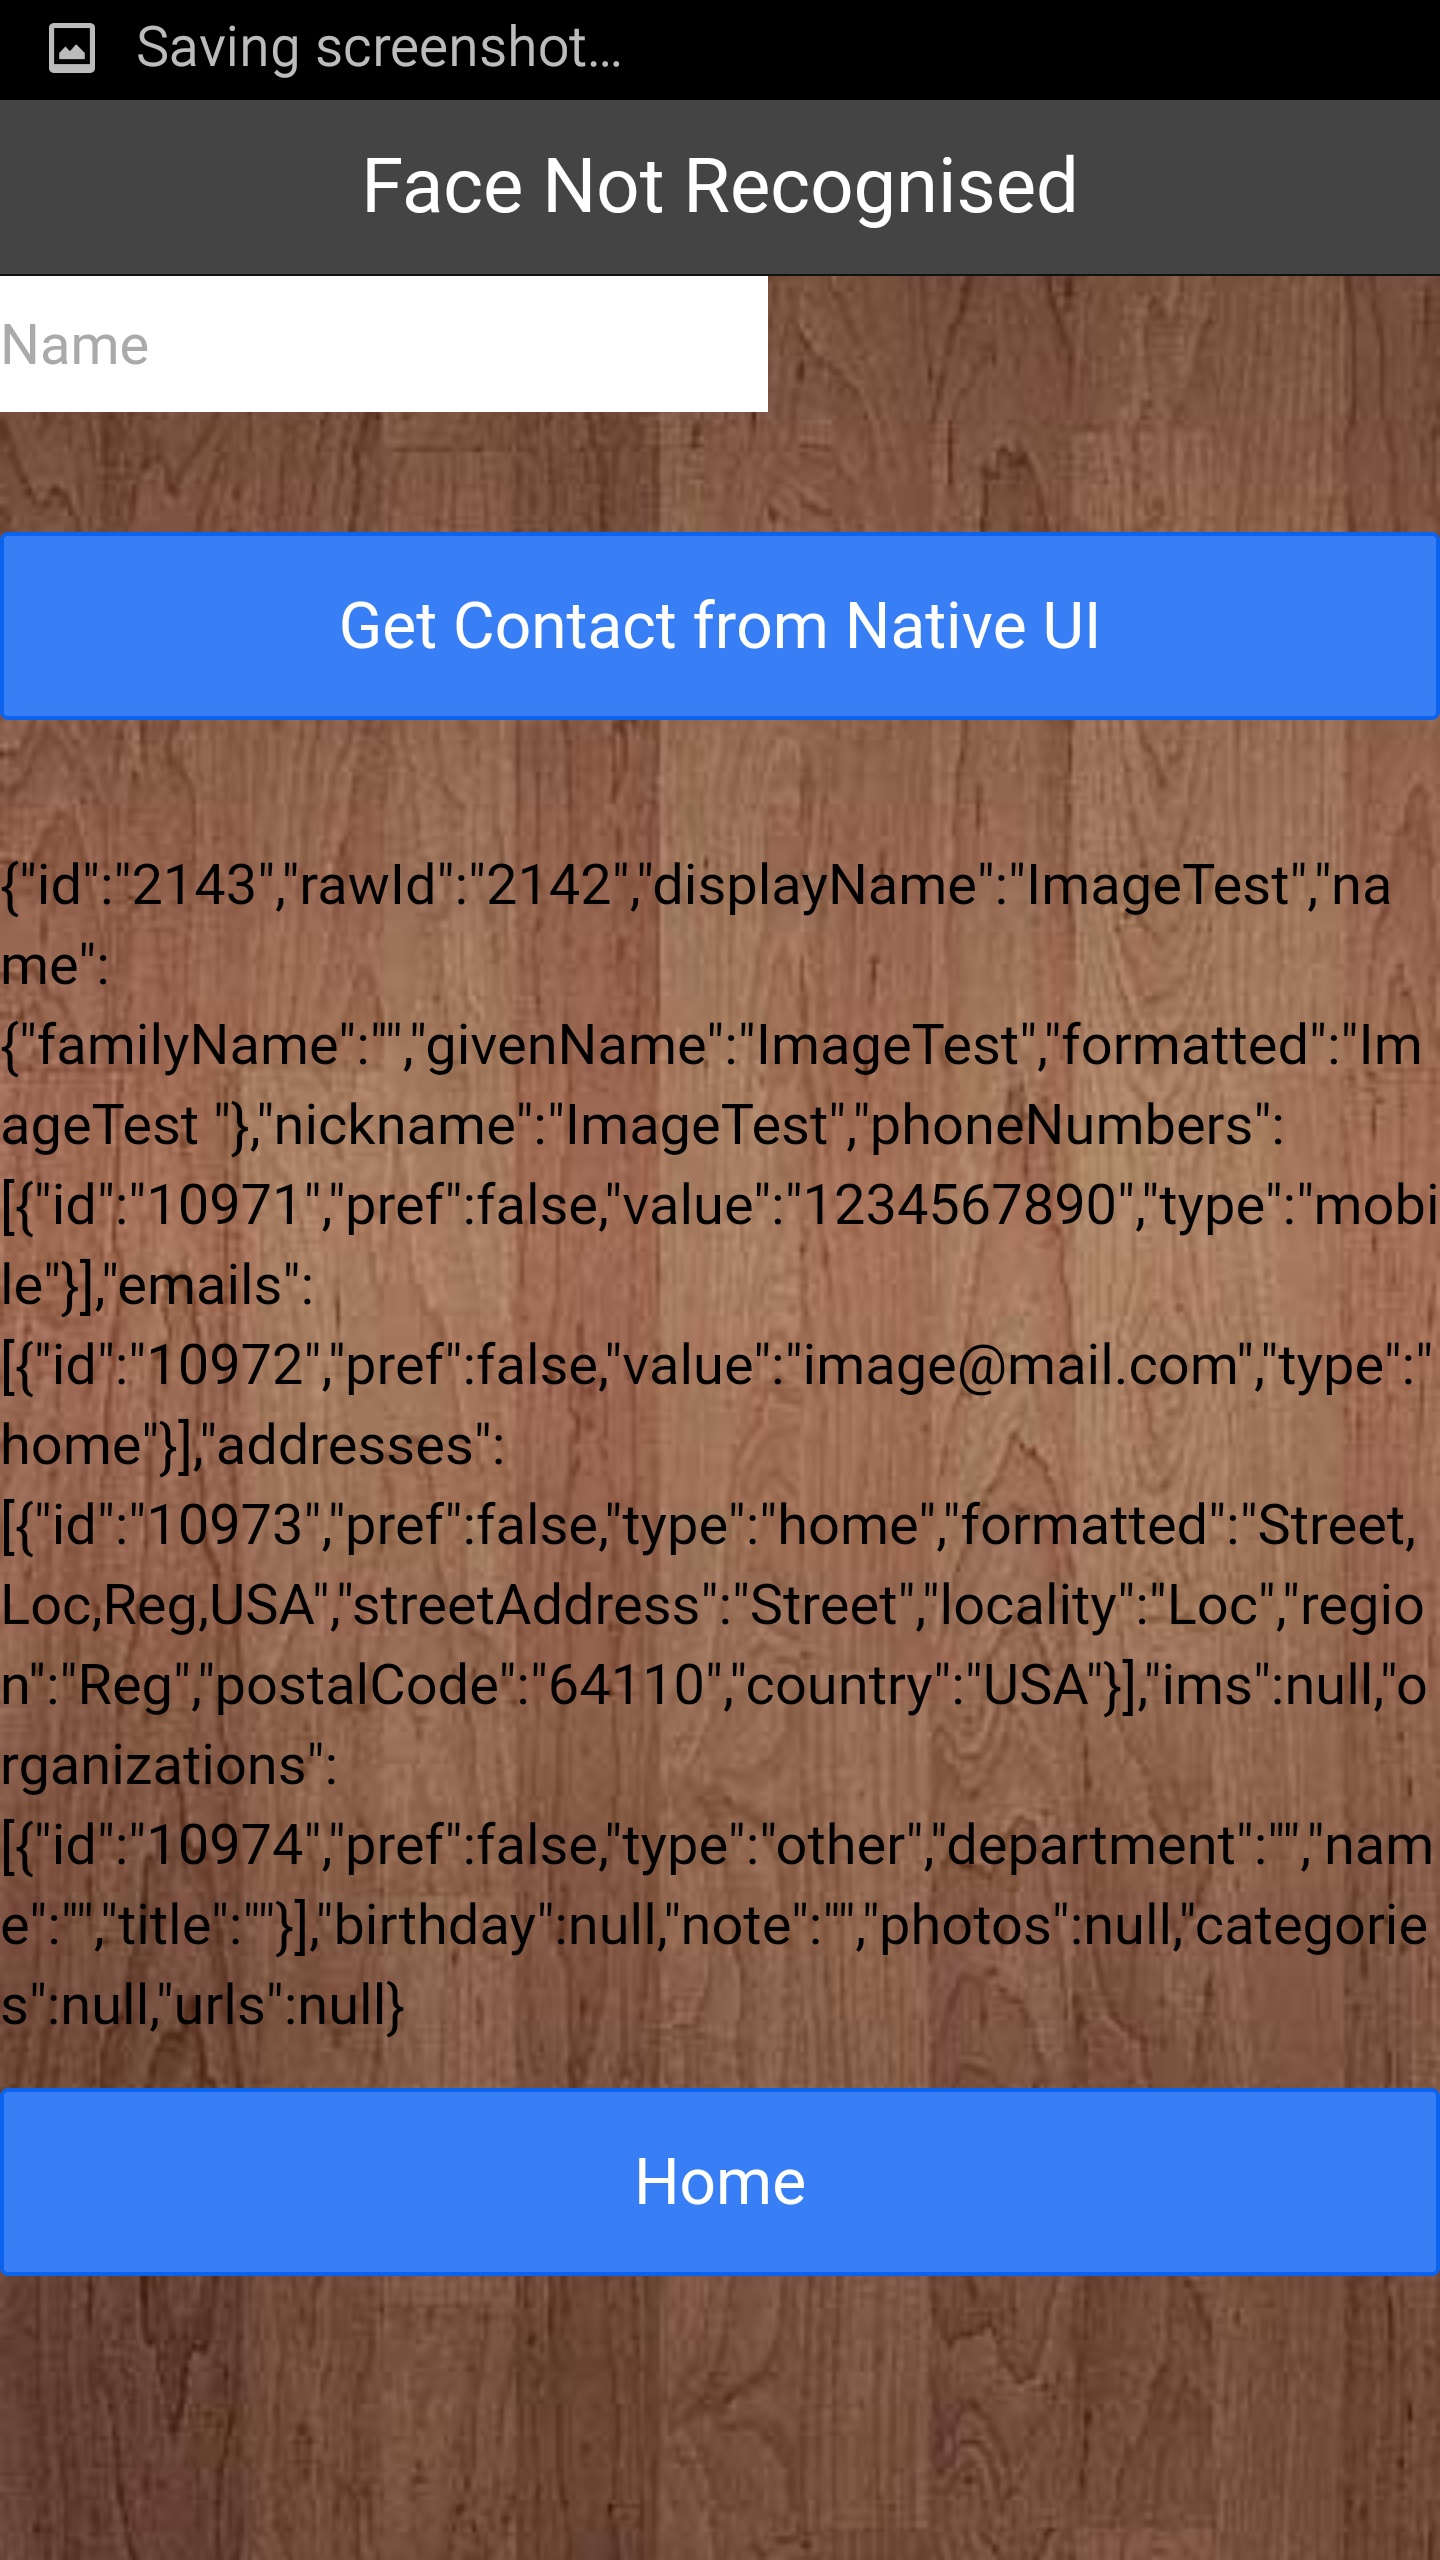 Saving screenshot...
Face Not Recognised
Name
Get Contact from Native UI
{"id":"2143","rawId":"2142","displayName":"ImageTest","na
me":
{"familyName":"","givenName":"ImageTest","formatted":"Im
ageTest "},"nickname":"ImageTest","phoneNumbers":
[{"id":"10971","pref":false,"value":"1234567890","type":"mobi
le"}],"emails":
[{"id":"10972","pref":false,"value":"image@mail.com","type":"
home"}],"addresses":
[{"id":"10973","pref":false,"type":"home","formatted":"Street,
Loc,Reg,USA","streetAddress":"Street","locality":"Loc","regio
n":"Reg","postalCode":"64110","country":"USA"}],"ims":null,"o
rganizations":
[{"id":"10974","pref":false,"type":"other","department":"","nam
e":"","title":""}],"birthday":null,"note":"","photos":null,"categorie
s":null,"urls":null}
Home